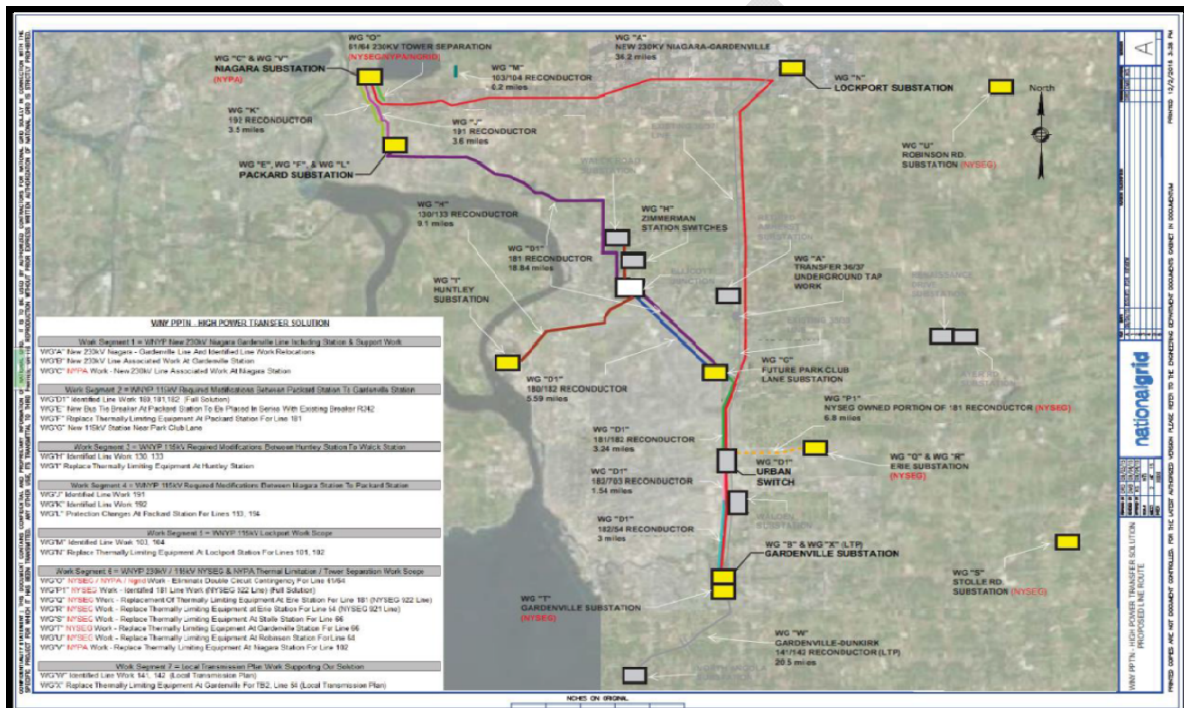 WG "O"
61/64 230KV TOWER SEPARATION
(NYSEG/NYPA/NGRID)
WG "A"
NEW 230KV NIAGARA-GARDENVILLE
36.2 miles
WG "C" & WG "V"
NIAGARA SUBSTATION
(NYPA)
WG "M"
103/104 RECONDUCTOR
6.2 miles
WG "N"
LOCKPORT SUBSTATION
North
WG "K"
192 RECONDUCTOR
3.5 miles
WG "J"
191 RECONDUCTOR
3.6 miles
WG "U"
ROBINSON RD.
SUBSTATION (NYSEG)
WG "E", WG "F", & WG "L"
PACKARD SUBSTATION
WG "H"
130/133 RECONDUCTOR
9.1 miles
WG "H"
ZIMMERMAN
STATION SWITCHES
WG "D1"
181 RECONDUCTOR
18.84 miles
WG "A"
TRANSFER 36/37
UNDERGROUND TAP
WORK
WG "I"
HUNTLEY
SUBSTATION
WG "G"
FUTURE PARK CLUB
LANE SUBSTATION
WG "D1"
180/182 RECONDUCTOR
5.59 miles
WG "P1"
NYSEG OWNED PORTION OF 181 RECONDUCTOR (NYSEG)
6.8 miles
WG "D1"
181/182 RECONDUCTOR
3.24 miles
WG "Q" & WG "R"
ERIE SUBSTATION
(NYSEG)
WG "D1"
URBAN
SWITCH
WG "D1"
182/703 RECONDUCTOR
1.54 miles
WG "D1"
182/54 RECONDUCTOR
3 miles
WG "B" & WG "X" (LTP)
GARDENVILLE SUBSTATION
WG "S"
STOLLE RD.
SUBSTATION (NYSEG)
WG "T"
GARDENVILLE SUBSTATION
(NYSEG)
WG "W"
GARDENVILLE-DUNKIRK
141/142 RECONDUCTOR (LTP)
20.5 miles
WNY PPTN - HIGH POWER TRANSFER SOLUTION
Work Segment 1 = WNYP New 230kV Niagara Gardenville Line Including Station & Support Work
WG"A" New 230kV Niagara - Gardenville Line And Identified Line Work Relocations
WG"B" New 230kV Line Associated Work At Gardenville Station
WG"C" NYPA Work - New 230kV Line Associated Work At Niagara Station
Work Segment 2 = WNYP 115kV Required Modifications Between Packard Station To Gardenville Station
WG"D1" Identified Line Work 180,181,182 (Full Solution)
WG"E" New Bus Tie Breaker At Packard Station To Be Placed In Series With Existing Breaker R342
WG"F" Replace Thermally Limiting Equipment At Packard Station For Line 181
WG"G" New 115kV Station Near Park Club Lane
Work Segment 3 = WNYP 115kV Required Modifications Between Huntley Station To Walck Station
WG"H" Identified Line Work 130, 133
WG"I" Replace Thermally Limiting Equipment At Huntley Station
Work Segment 4 = WNYP 115kV Required Modifications Between Niagara Station To Packard Station
WG"J" Identified Line Work 191
WG"K" Identified Line Work 192
WG"L" Protection Changes At Packard Station For Lines 193, 194
Work Segment 5 = WNYP 115kV Lockport Work Scope
WG"M" Identified Line Work 103, 104
WG"N" Replace Thermally Limiting Equipment At Lockport Station For Lines 101, 102
Work Segment 6 = WNYP 230kV / 115kV NYSEG & NYPA Thermal Limitation / Tower Separation Work Scope
WG"O" NYSEG / NYPA / Ngrid Work - Eliminate Double Circuit Contingency For Line 61/64
WG"P1" NYSEG Work - Identified 181 Line Work (NYSEG 922 Line) (Full Solution)
WG"Q" NYSEG Work - Replacement Of Thermally Limiting Equipment At Erie Station For Line 181 (NYSEG 922 Line)
WG"R" NYSEG Work - Replace Thermally Limiting Equipment at Erie Station For Line 54 (NYSEG 921 Line)
WG"S" NYSEG Work - Replace Thermally Limiting Equipment At Stolle Station For Line 66
WG"T" NYSEG Work - Replace Thermally Limiting Equipment At Gardenville Station For Line 66
WG"U" NYSEG Work - Replace Thermally Limiting Equipment At Robinson Station For Line 64
WG"V" NYPA Work - Replace Thermally Limiting Equipment At Niagara Station For Line 102
Work Segment 7 = Local Transmission Plan Work Supporting Our Solution
WG"W" Identified Line Work 141, 142 (Local Transmission Plan)
WG"X" Replace Thermally Limiting Equipment At Gardenville For TB2, Line 54 (Local Transmission Plan)
INCHES ON ORIGINAL
A
nationalgrid
WNY PPTN - HIGH POWER TRANSFER SOLUTION
PROPOSED LINE ROUTE